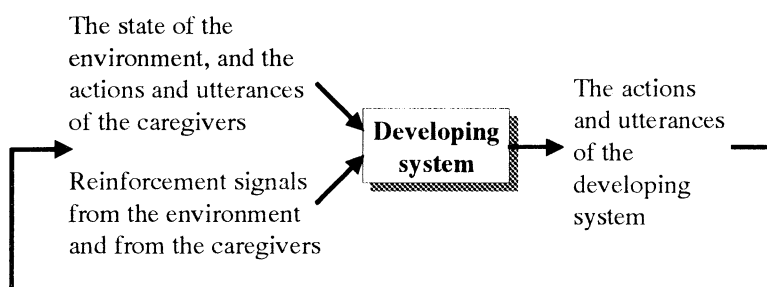 The state of the
environment, and the
actions and utterances
of the caregivers
Reinforcement signals
from the environment
and from the caregivers
Developing
system
The actions
and utterances
of the
developing
system